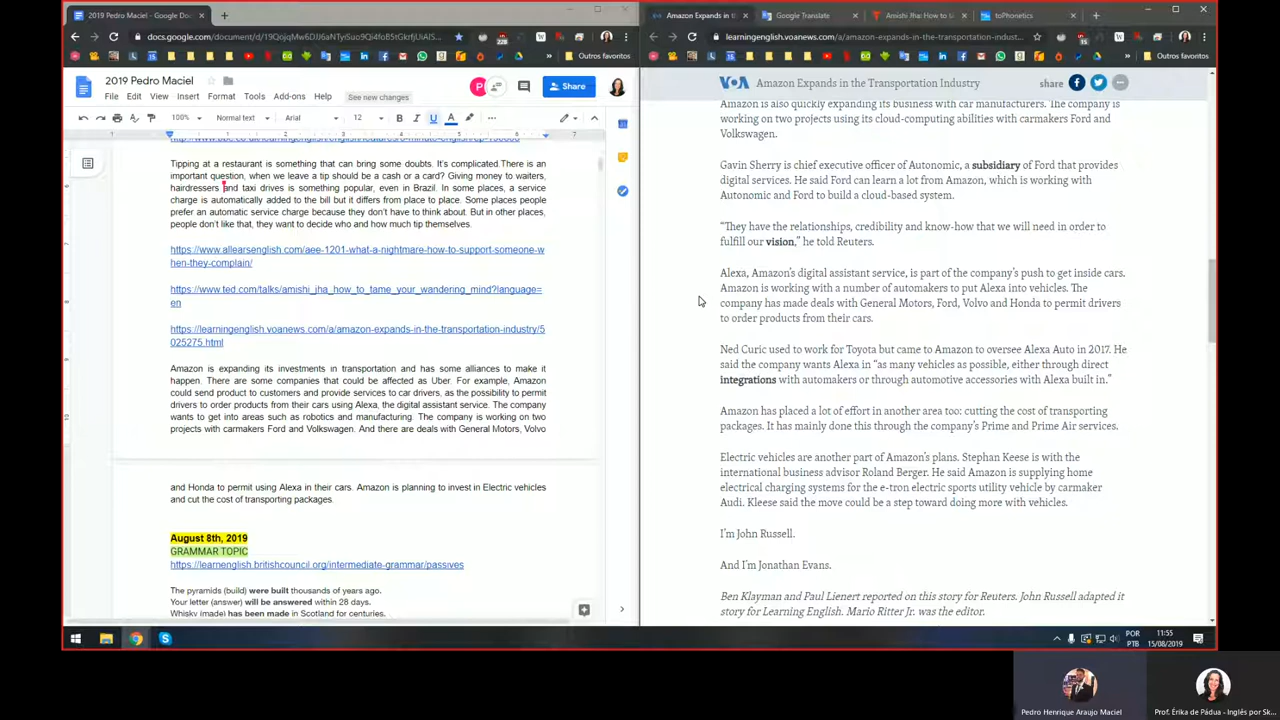 2019 Pedro Maciel - Google Doc
docs.google.com/document/d/19QojqMw6DJJ6aNTyiSuo9Qi4foB5tGkrfjUiAlS...
228
Outros favoritos
2019 Pedro Maciel
File Edit View Insert Format Tools Add-ons Help See new changes
Share
100% Normal text Arial 12
Tipping at a restaurant is something that can bring some doubts. It's complicated There is an
important question, when we leave a tip should be a cash or a card? Giving money to waiters,
hairdressers and taxi drives is something popular, even in Brazil. In some places, a service
charge is automatically added to the bill but it differs from place to place. Some places people
prefer an automatic service charge because they don't have to think about. But in other places,
people don't like that, they want to decide who and how much tip themselves.
https://www.allearsenglish.com/aee-1201-what-a-nightmare-how-to-support-someone-w
hen-they-complain/
https://www.ted.com/talks/amishi_jha_how_to_tame_your_wandering_mind?language=
en
https://learningenglish.voanews.com/a/amazon-expands-in-the-transportation-industry/5
025275.html
Amazon is expanding its investments in transportation and has some alliances to make it
happen. There are some companies that could be affected as Uber. For example, Amazon
could send product to customers and provide services to car drivers, as the possibility to permit
drivers to order products from their cars using Alexa, the digital assistant service. The company
wants to get into areas such as robotics and manufacturing. The company is working on two
projects with carmakers Ford and Volkswagen. And there are deals with General Motors, Volvo
and Honda to permit using Alexa in their cars. Amazon is planning to invest in Electric vehicles
and cut the cost of transporting packages.
August 8th, 2019
GRAMMAR TOPIC
https://learnenglish.britishcouncil.org/intermediate-grammar/passives
The pyramids (build) were built thousands of years ago.
Your letter (answer) will be answered within 28 days.
Whisky (made) has been made in Scotland for centuries.
Amazon Expands in the
Google Translate
Amishi Jha: How to
toPhonetics
learningenglish.voanews.com/a/amazon-expands-in-the-transportation-indust...
15
Outros favoritos
VOA Amazon Expands in the Transportation Industry share
Amazon is also quickly expanding its business with car manufacturers. The company is
working on two projects using its cloud-computing abilities with carmakers Ford and
Volkswagen.
Gavin Sherry is chief executive officer of Autonomic, a subsidiary of Ford that provides
digital services. He said Ford can learn a lot from Amazon, which is working with
Autonomic and Ford to build a cloud-based system.
“They have the relationships, credibility and know-how that we will need in order to
fulfill our vision,” he told Reuters.
Alexa, Amazon’s digital assistant service, is part of the company’s push to get inside cars.
Amazon is working with a number of automakers to put Alexa into vehicles. The
company has made deals with General Motors, Ford, Volvo and Honda to permit drivers
to order products from their cars.
Ned Curic used to work for Toyota but came to Amazon to oversee Alexa Auto in 2017. He
said the company wants Alexa in “as many vehicles as possible, either through direct
integrations with automakers or through automotive accessories with Alexa built in.”
Amazon has placed a lot of effort in another area too: cutting the cost of transporting
packages. It has mainly done this through the company’s Prime and Prime Air services.
Electric vehicles are another part of Amazon’s plans. Stephan Keese is with the
international business advisor Roland Berger. He said Amazon is supplying home
electrical charging systems for the e-tron electric sports utility vehicle by carmaker
Audi. Kleese said the move could be a step toward doing more with vehicles.
I’m John Russell.
And I’m Jonathan Evans.
Ben Klayman and Paul Lienert reported on this story for Reuters. John Russell adapted it
story for Learning English. Mario Ritter Jr. was the editor.
POR
PTB
11:55
15/08/2019
Pedro Henrique Araujo Maciel
Prof. Érika de Pádua - Inglês por Sk...